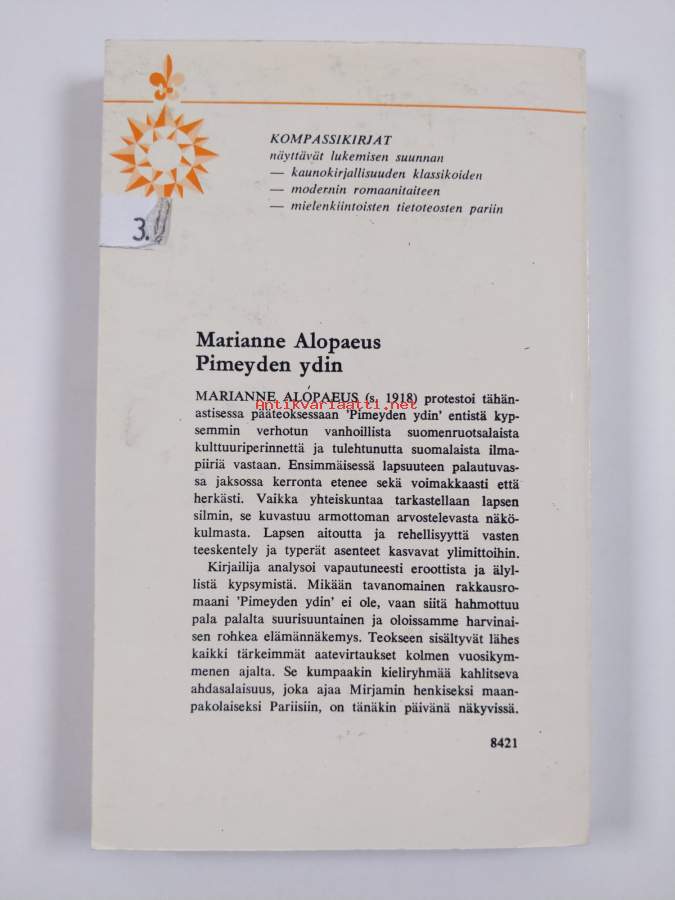 KOMPASSIKIRJAT
näyttävät lukemisen suunnan
— kaunokirjallisuuden klassikoiden
— modernin romaanitaiteen
— mielenkiintoisten tietoteosten pariin
3.
Marianne Alopaeus
Pimeyden ydin
MARIANNE ALOPAEUS (s. 1918) protestoi tähän-
Antikvariaatti.net
astisessa pääteoksessaan 'Pimeyden ydin' entistä kyp-
semmin verhotun vanhoillista suomenruotsalaista
kulttuuriperinnettä ja tulehtunutta suomalaista ilma-
piiriä vastaan. Ensimmäisessä lapsuuteen palautuvas-
sa jaksossa kerronta etenee sekä voimakkaasti että
herkästi. Vaikka yhteiskuntaa tarkastellaan lapsen
silmin, se kuvastuu armottoman arvostelevasta näkö-
kulmasta. Lapsen aitoutta ja rehellisyyttä vasten
teeskentely ja typerät asenteet kasvavat ylimittoihin.
Kirjailija analysoi vapautuneesti eroottista ja älyl-
listä kypsymistä. Mikään tavanomainen rakkausro-
maani 'Pimeyden ydin' ei ole, vaan siitä hahmottuu
pala palalta suurisuuntainen ja oloissamme harvinai-
sen rohkea elämännäkemys. Teokseen sisältyvät lähes
kaikki tärkeimmät aatevirtaukset kolmen vuosikym-
menen ajalta. Se kumpaakin kieliryhmää kahlitseva
ahdasalaisuus, joka ajaa Mirjamin henkiseksi maan-
pakolaiseksi Pariisiin, on tänäkin päivänä näkyvissä.
8421